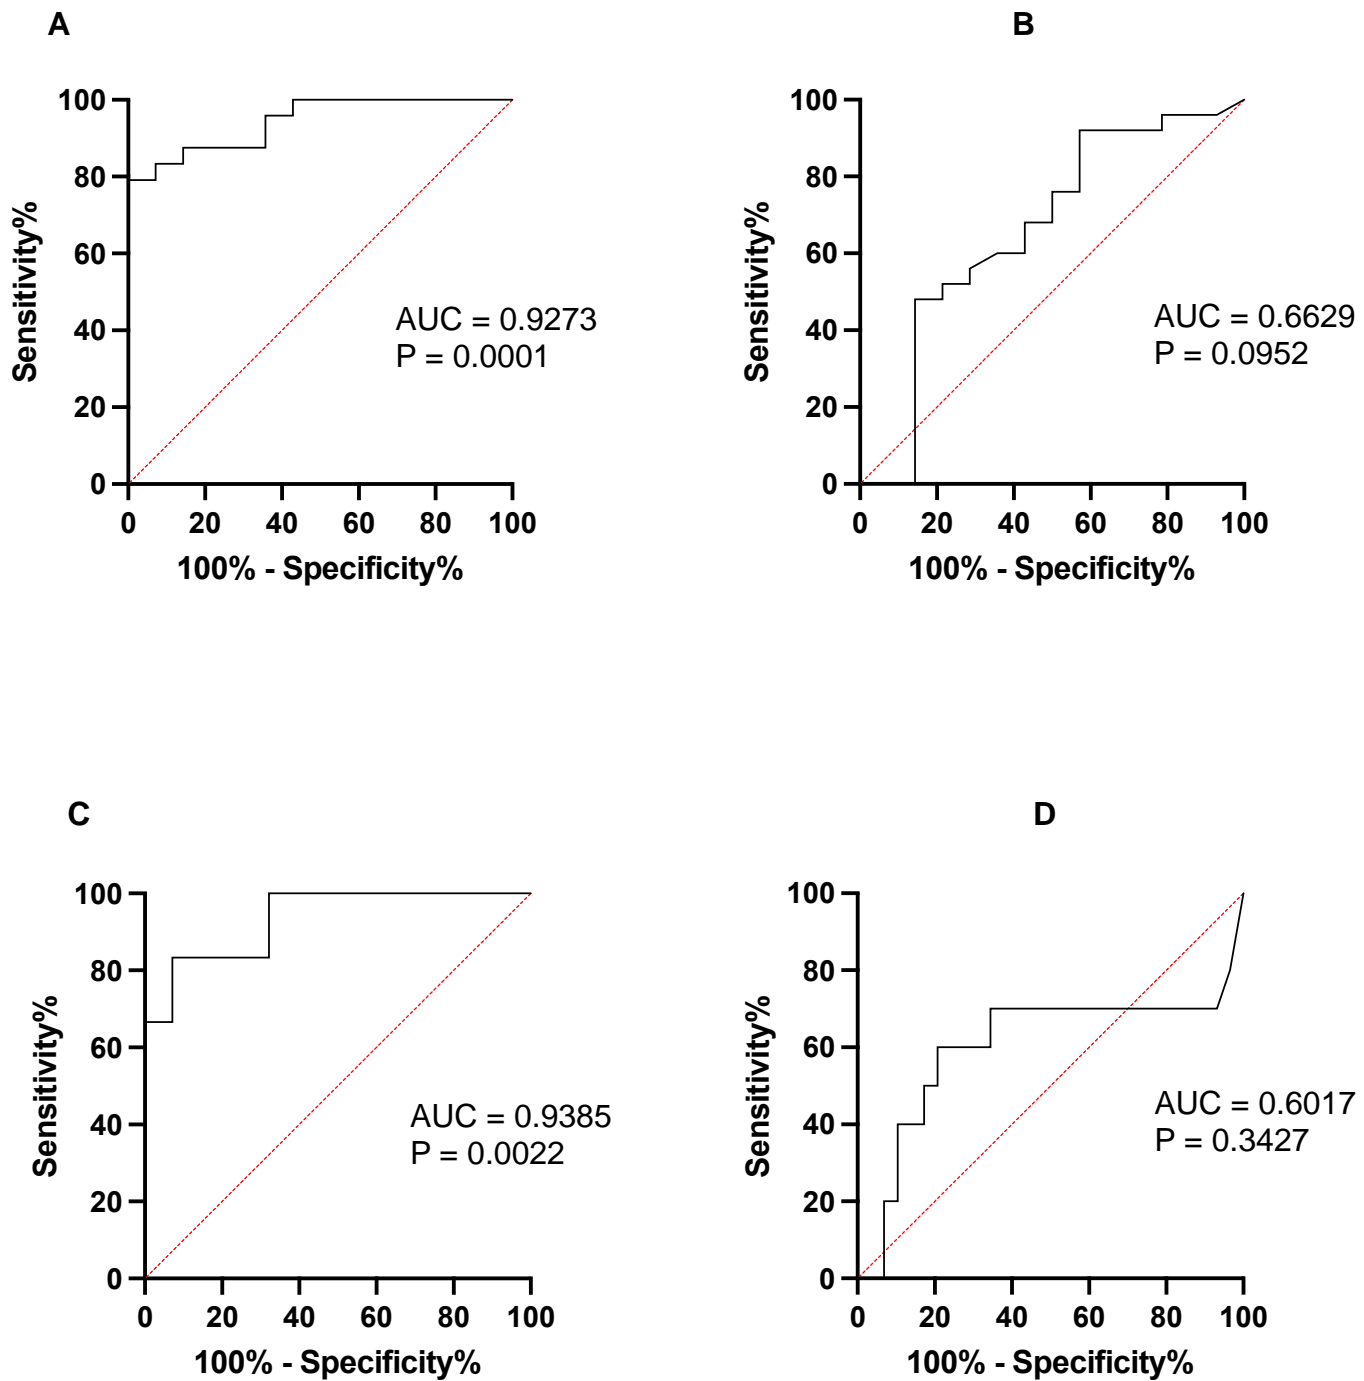 A
100
80
60
40
20
0
0 20 40 60 80 100
Sensitivity%
100% - Specificity%
AUC = 0.9273
P = 0.0001
B
100
80
60
40
20
0
0 20 40 60 80 100
Sensitivity%
100% - Specificity%
AUC = 0.6629
P = 0.0952
C
100
80
60
40
20
0
0 20 40 60 80 100
Sensitivity%
100% - Specificity%
AUC = 0.9385
P = 0.0022
D
100
80
60
40
20
0
0 20 40 60 80 100
Sensitivity%
100% - Specificity%
AUC = 0.6017
P = 0.3427